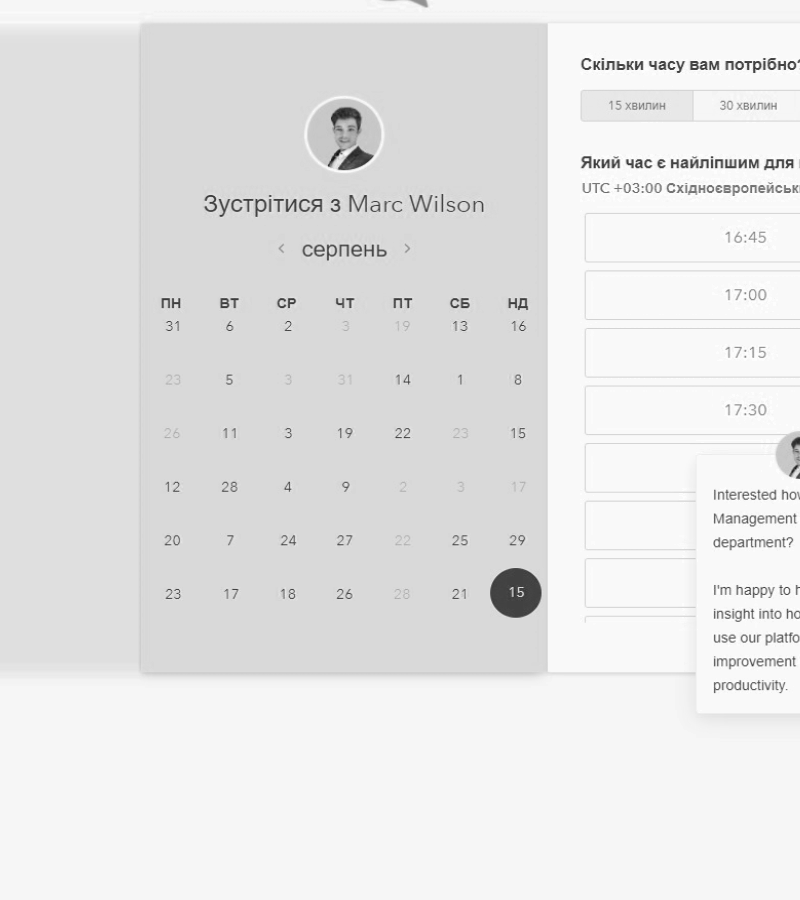 Зустрітися з Marc Wilson
серпень
ПН ВТ СР ЧТ ПТ СБ НД
31 6 2 3 19 13 16
23 5 3 31 14 1 8
26 11 3 19 22 23 15
12 28 4 9 2 3 17
20 7 24 27 22 25 29
23 17 18 26 28 21 15
Скільки часу вам потрібно?
15 хвилин 30 хвилин
Який час є найліпшим для
UTC +03:00
16:45
17:00
17:15
17:30
Interested
Management
department?
I'm happy to
insight into
use our
improvement
productivity.